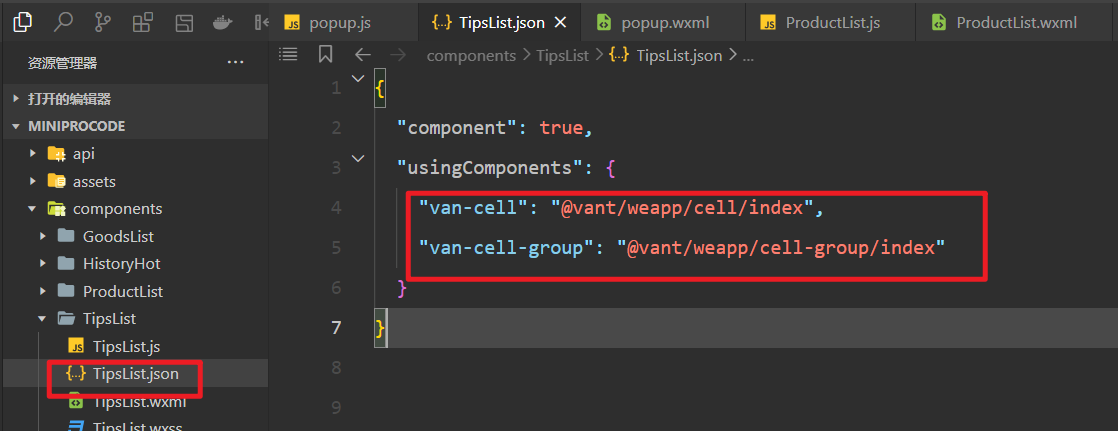 popup.js
TipsList.json
popup.wxml
ProductList.js
ProductList.wxml
资源管理器
components > TipsList > TipsList.json > ...
打开的编辑器
MINIPROCODE
api
assets
components
GoodsList
HistoryHot
ProductList
TipsList
TipsList.js
TipsList.json
TipsList.wxml
TipsList.wxss
1 {
2 "component": true,
3 "usingComponents": {
4 "van-cell": "@vant/weapp/cell/index",
5 "van-cell-group": "@vant/weapp/cell-group/index"
6 }
7 }
8
9